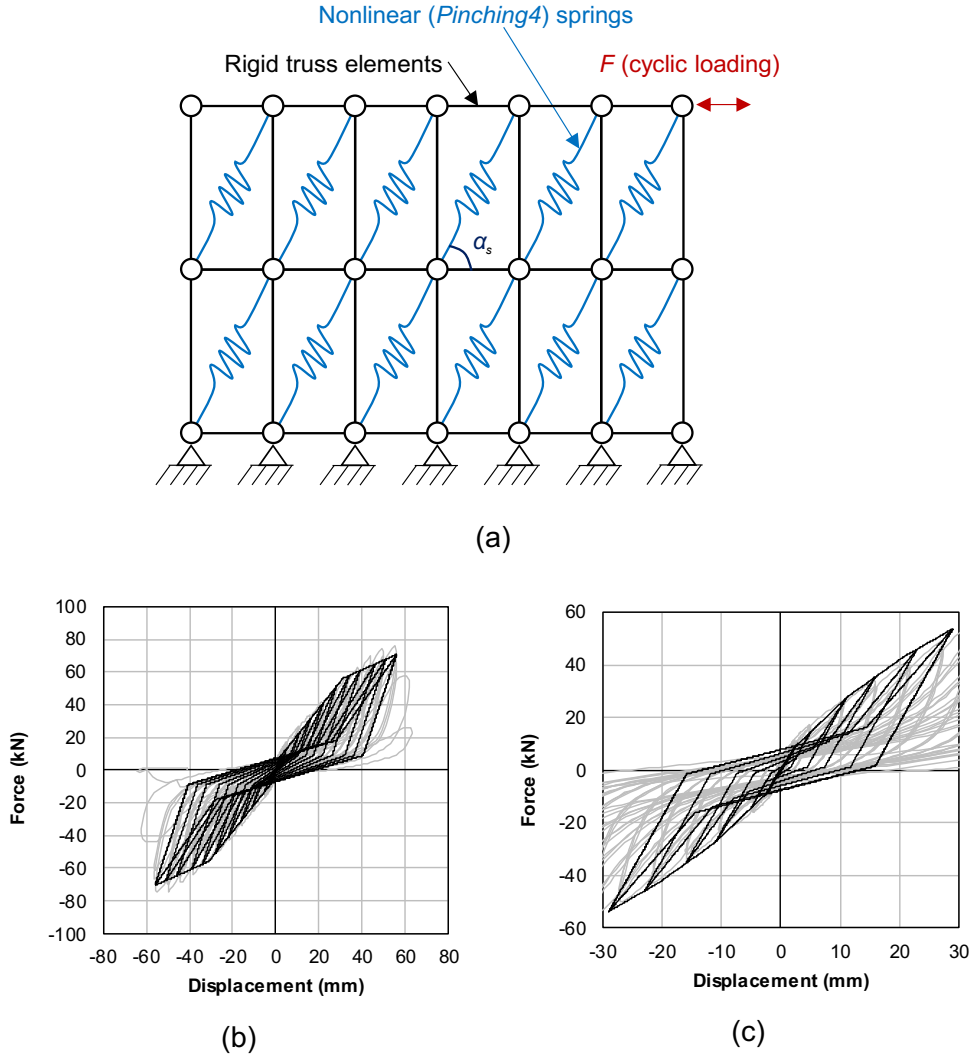 Nonlinear (Pinching4) springs
Rigid truss elements
F (cyclic loading)
αs
(a)
100
80
60
40
20
0
-20
-40
-60
-80
-100
Force (kN)
-80 -60 -40 -20 0 20 40 60 80
Displacement (mm)
(b)
60
40
20
0
-20
-40
-60
Force (kN)
-30 -20 -10 0 10 20 30
Displacement (mm)
(c)